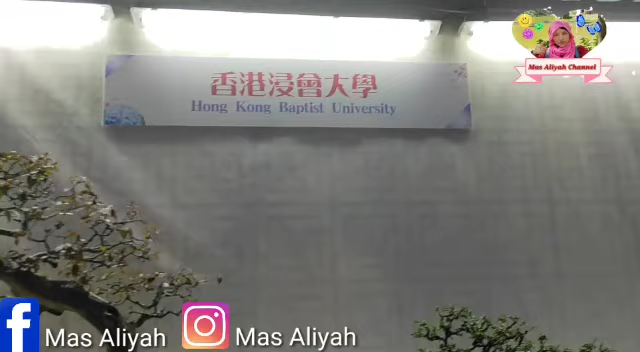 Mas Aliyah Channel
香港浸會大學
Hong Kong Baptist University
f Mas Aliyah
Mas Aliyah